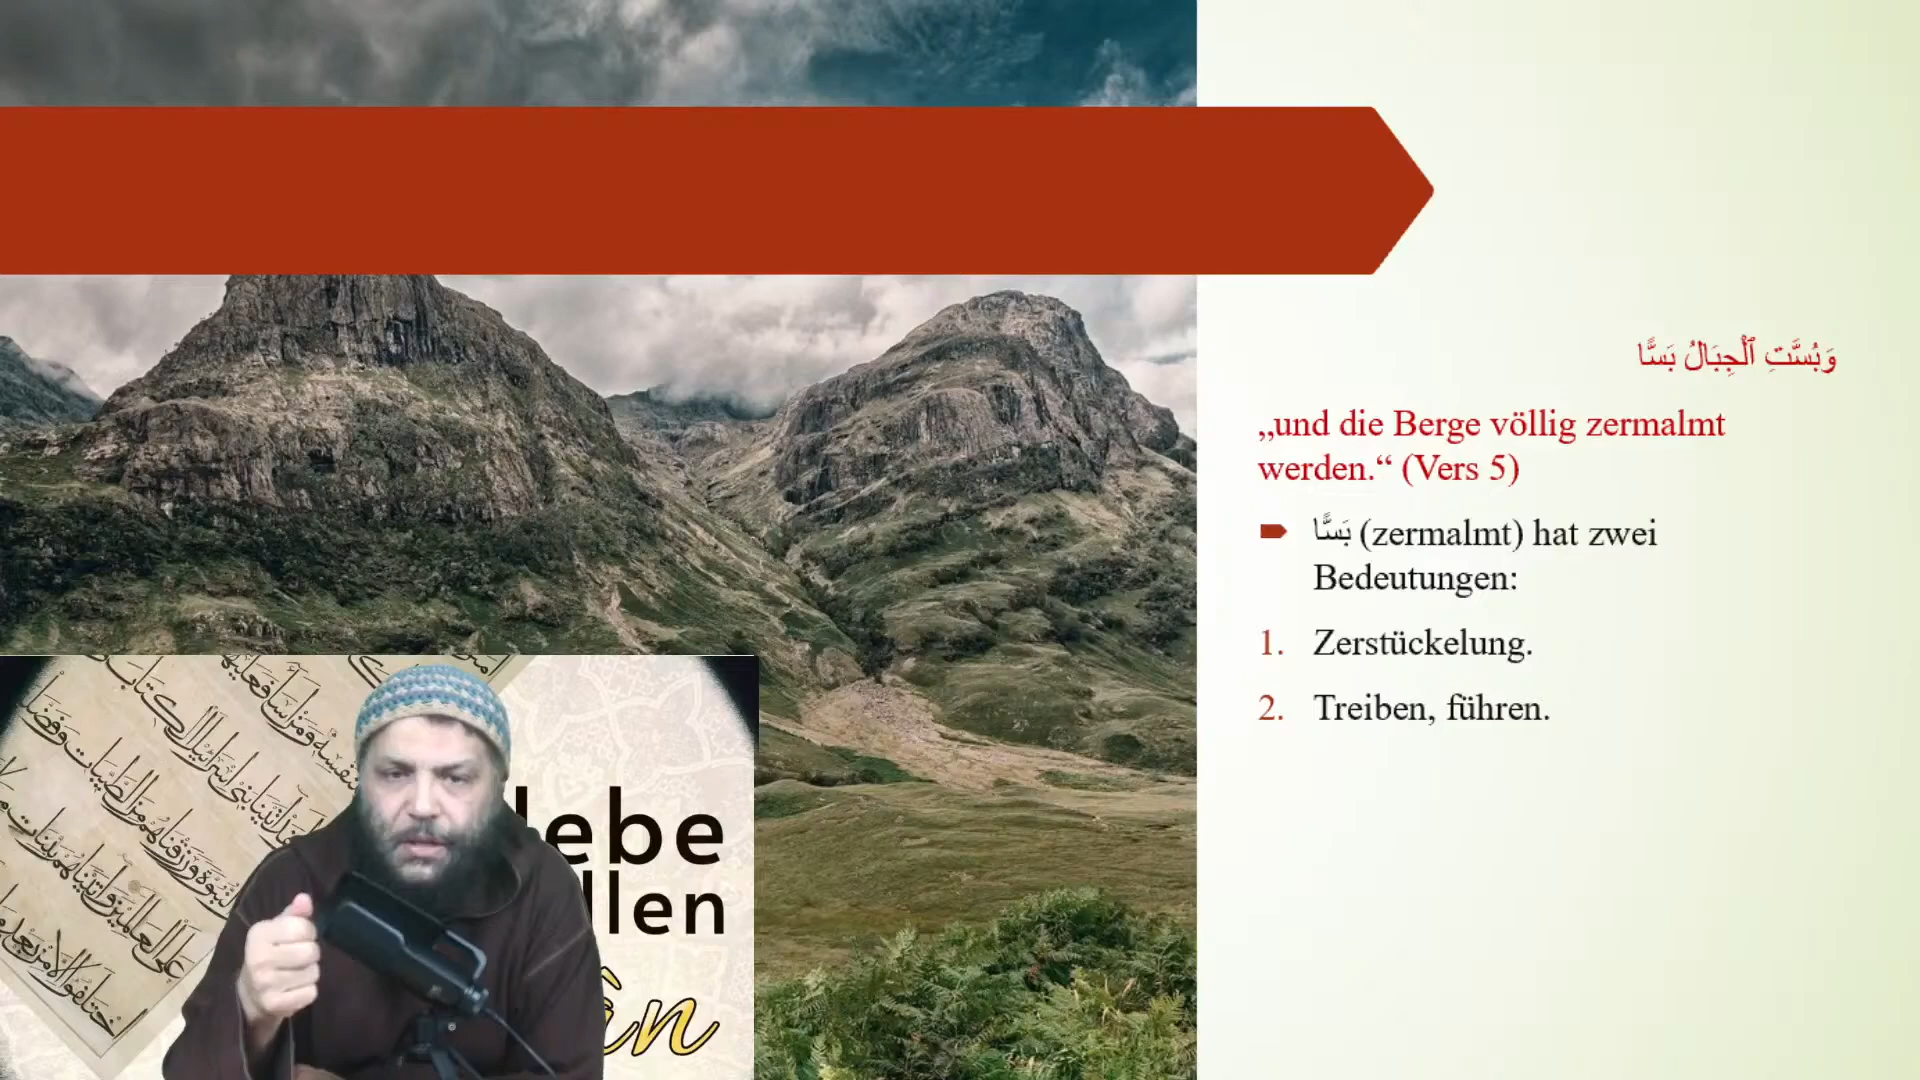 وَبُسَّتِ ٱلْجِبَالُ بَسًّا
„und die Berge völlig zermalmt
werden.“ (Vers 5)
بَسًّا (zermalmt) hat zwei
Bedeutungen:
1. Zerstückelung.
2. Treiben, führen.
lebe
llen
ân